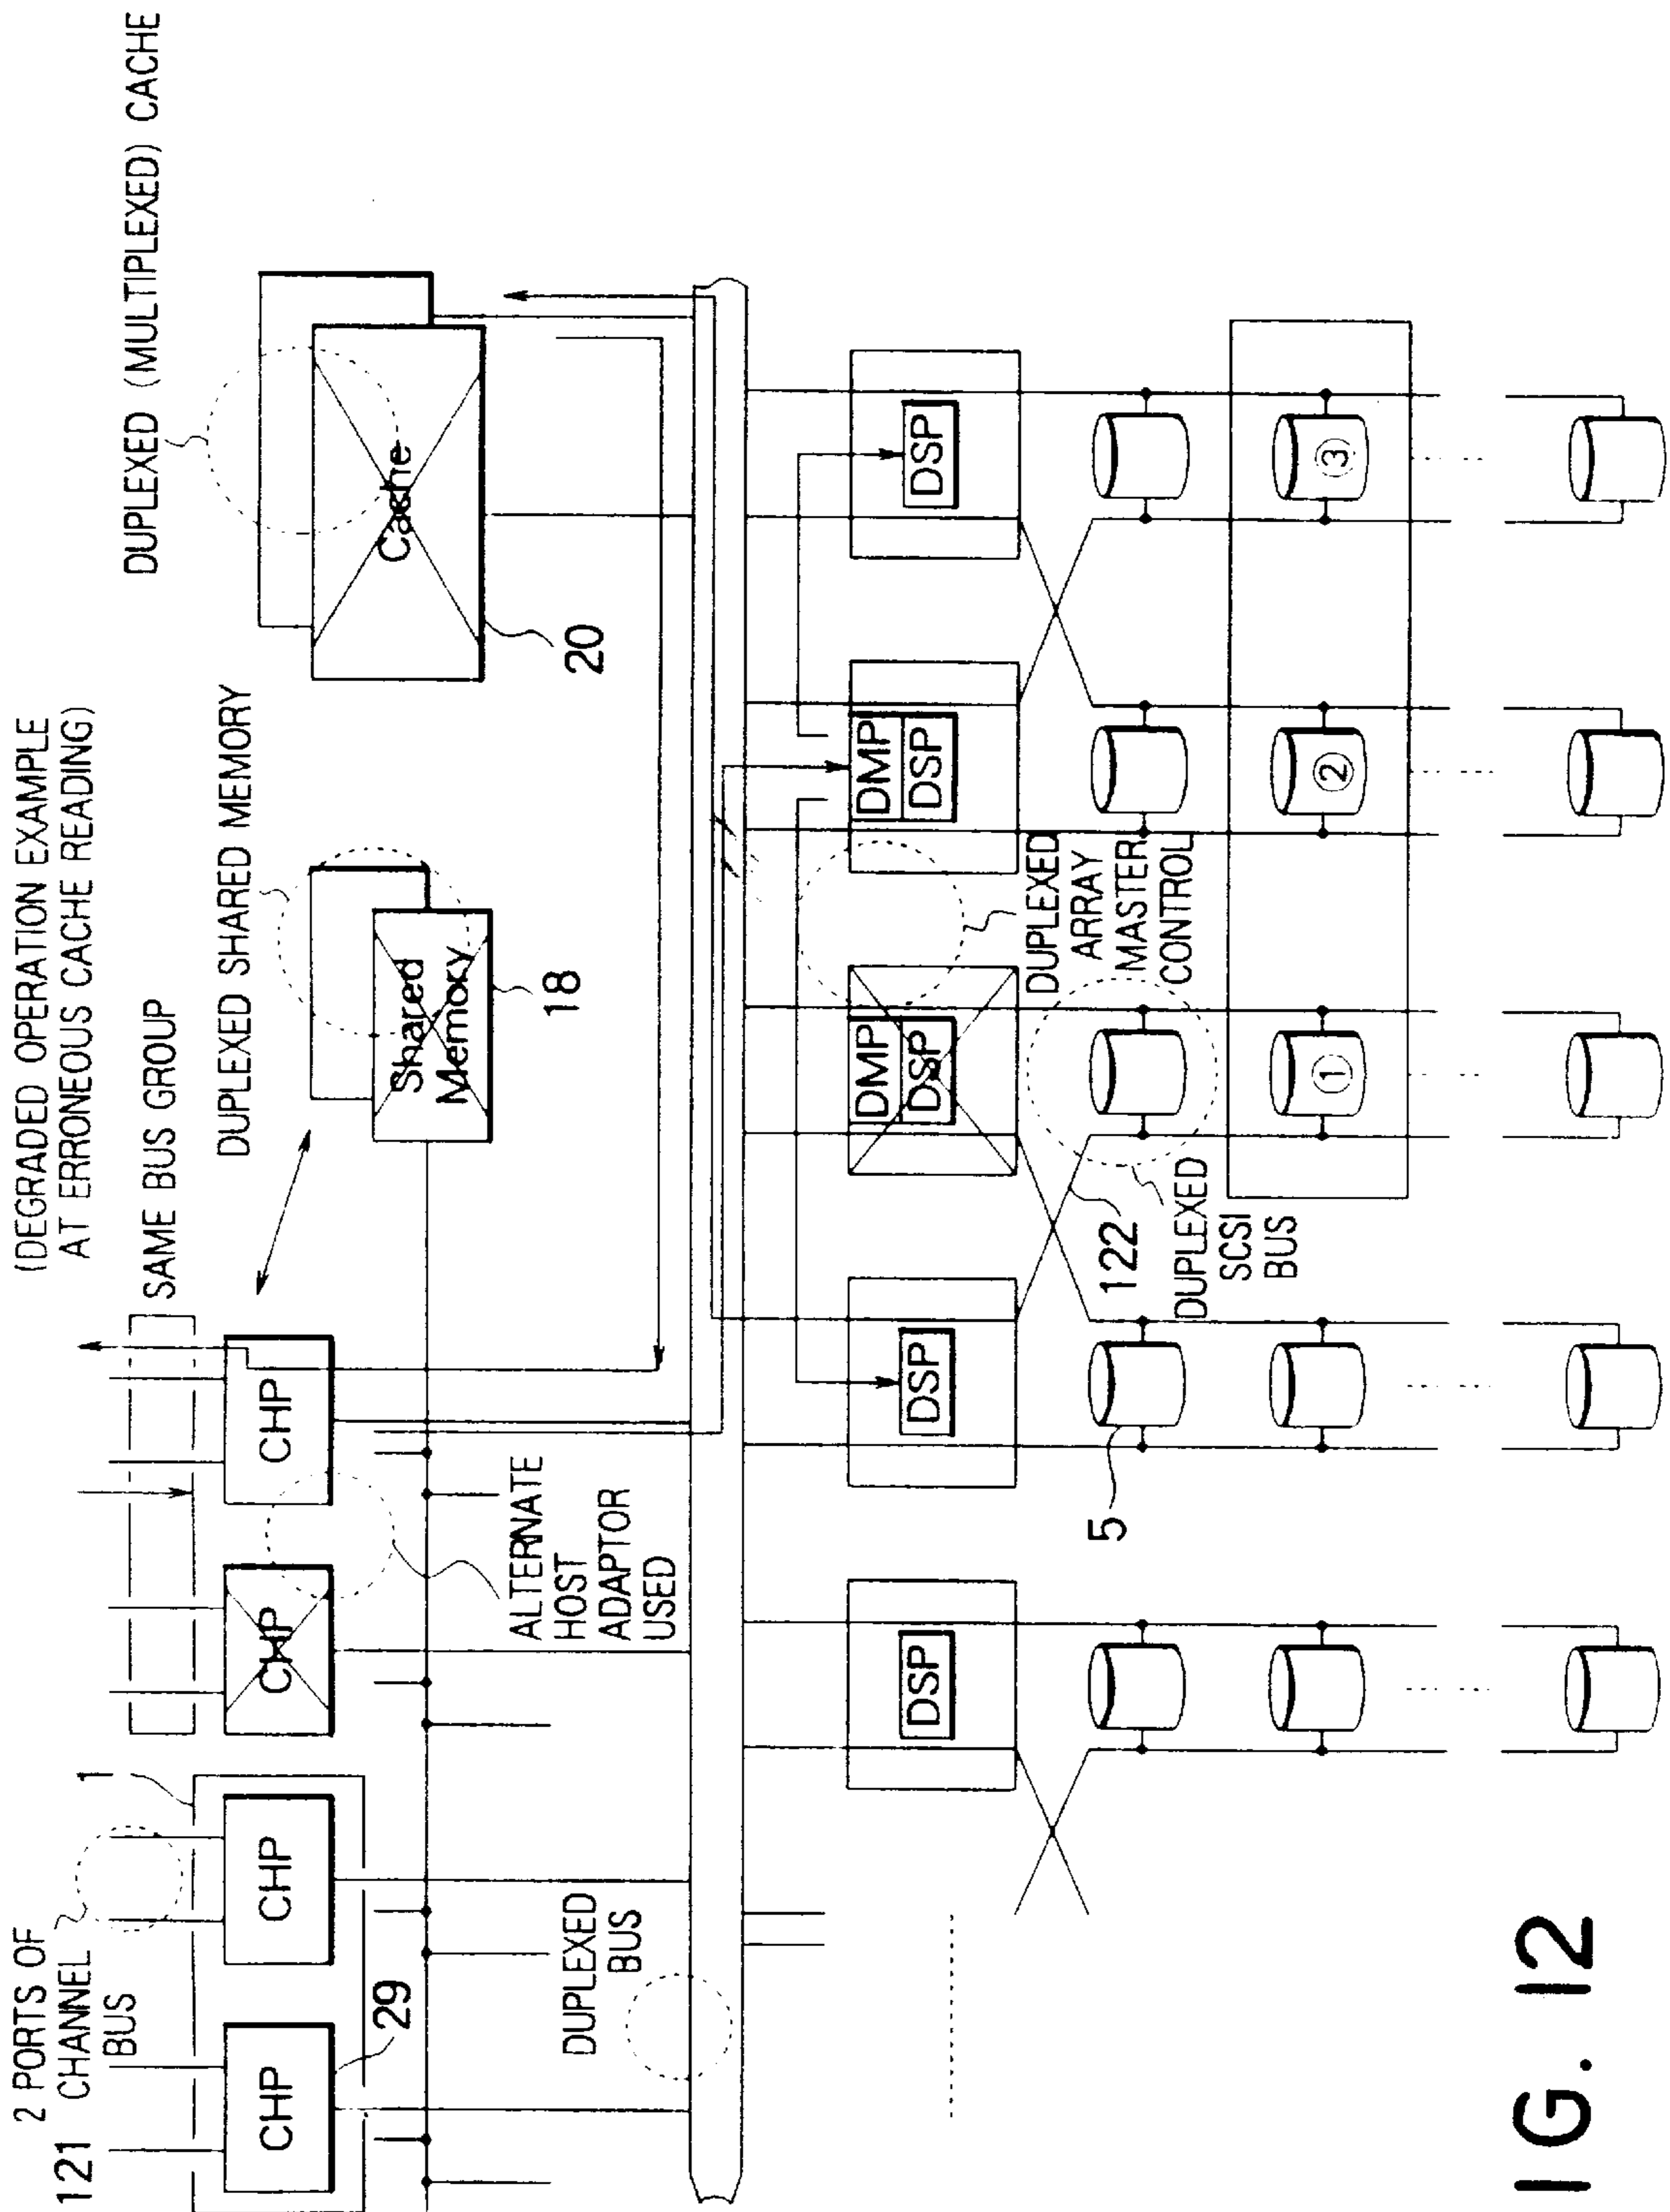 (DEGRADED OPERATION EXAMPLE
AT ERRONEOUS CACHE READING)
2 PORTS OF
CHANNEL
BUS
121
1
SAME BUS GROUP
DUPLEXED SHARED MEMORY
DUPLEXED (MULTIPLEXED) CACHE
CHP
CHP
CHP
CHP
29
Shared
Memory
18
Cache
20
ALTERNATE
HOST
ADAPTOR
USED
DUPLEXED
BUS
DSP
DSP
DMP
DSP
DMP
DSP
DSP
DUPLEXED
ARRAY
MASTER
CONTROL
5
122
DUPLEXED
SCSI
BUS
①
②
③
IG. 12